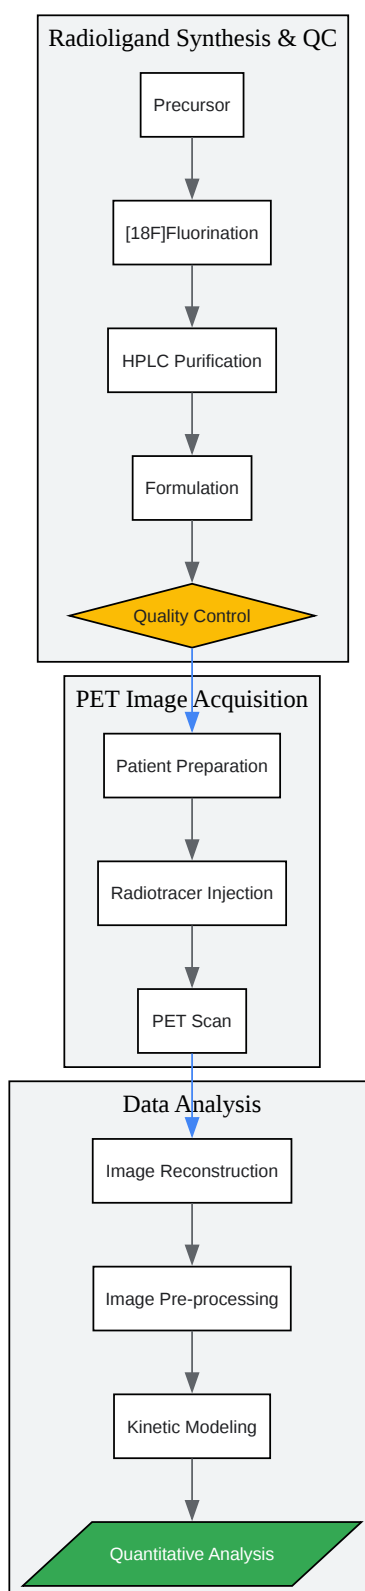 Radioligand Synthesis & QC
Precursor
[18F]Fluorination
HPLC Purification
Formulation
Quality Control
PET Image Acquisition
Patient Preparation
Radiotracer Injection
PET Scan
Data Analysis
Image Reconstruction
Image Pre-processing
Kinetic Modeling
Quantitative Analysis